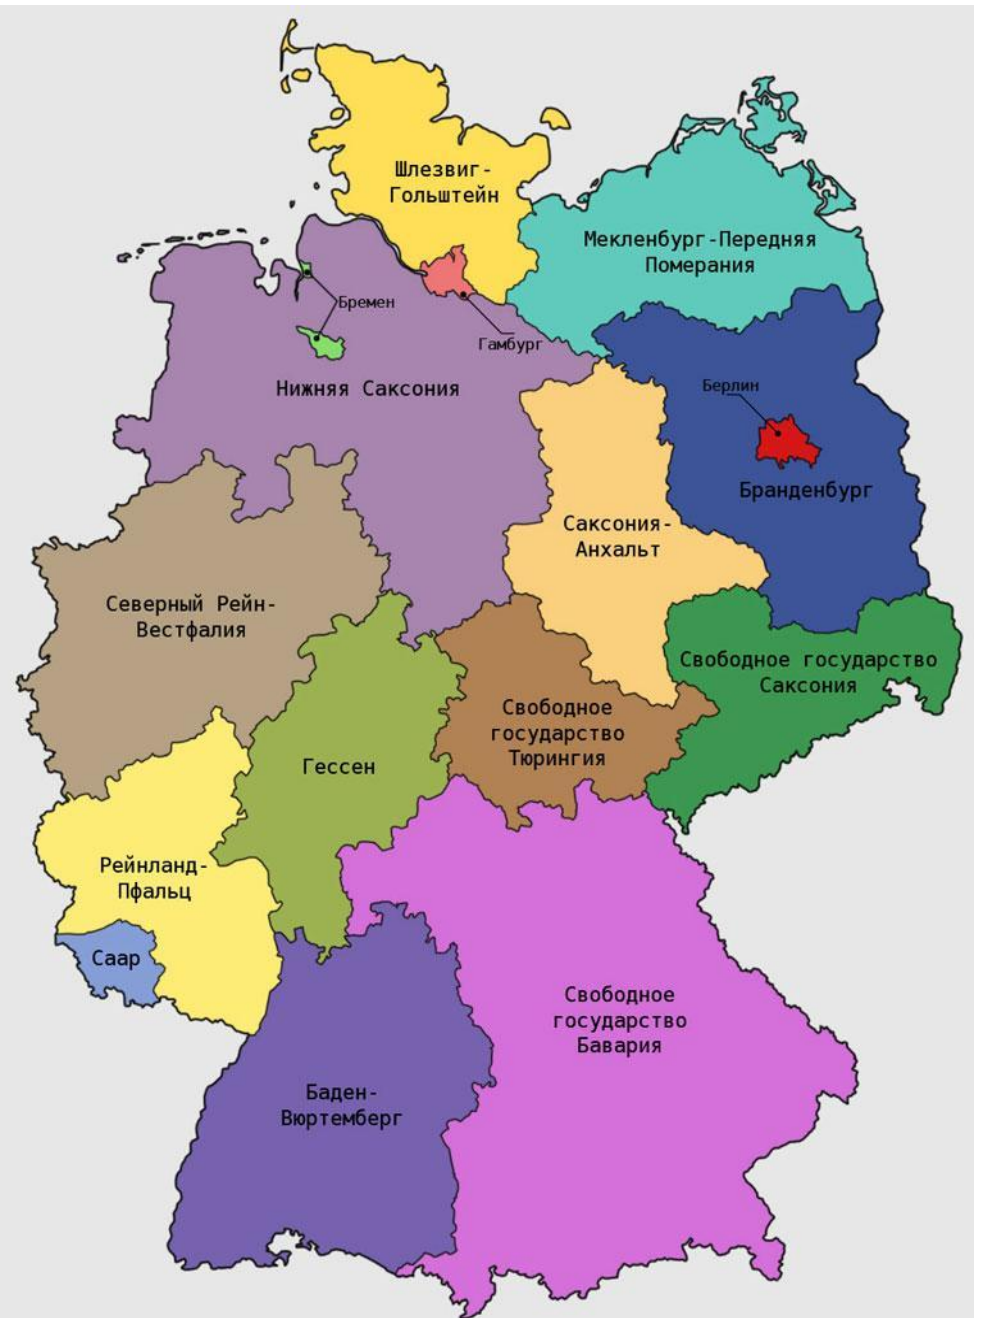 Шлезвиг-
Гольштейн
Мекленбург-Передняя
Померания
Бремен
Гамбург
Нижняя Саксония
Берлин
Бранденбург
Саксония-
Анхальт
Северный Рейн-
Вестфалия
Свободное государство
Саксония
Свободное
государство
Тюрингия
Гессен
Рейнланд-
Пфальц
Саар
Свободное
государство
Бавария
Баден-
Вюртемберг